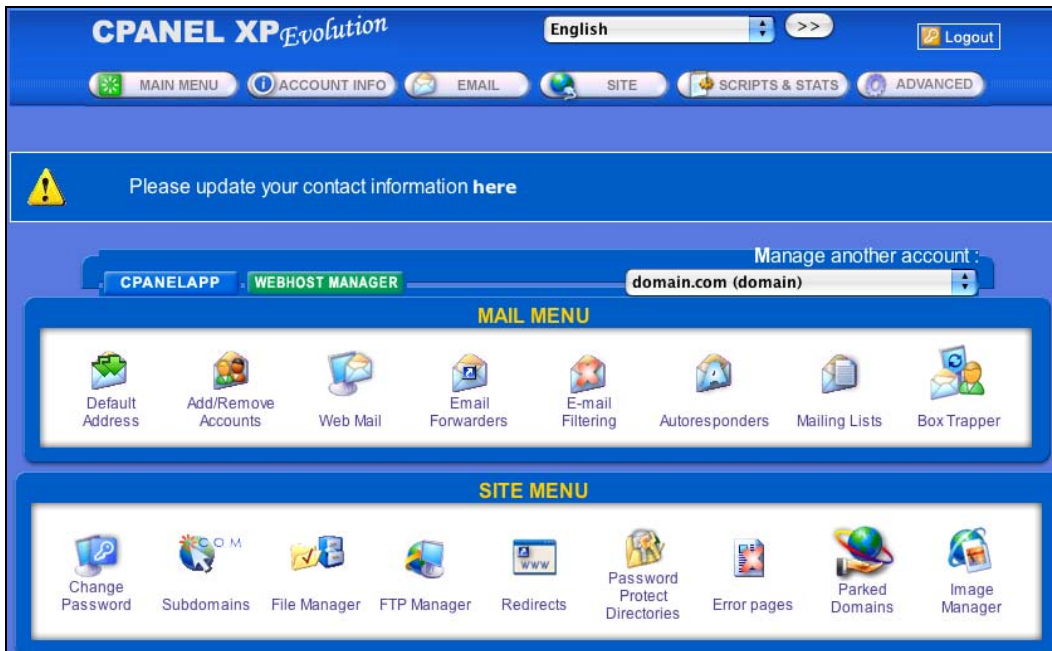 CPANEL XP Evolution
English
>>
Logout
MAIN MENU
ACCOUNT INFO
EMAIL
SITE
SCRIPTS & STATS
ADVANCED
Please update your contact information here
Manage another account :
CPANELAPP
WEBHOST MANAGER
domain.com (domain)
MAIL MENU
Default
Address
Add/Remove
Accounts
Web Mail
Email
Forwarders
E-mail
Filtering
Autoresponders
Mailing Lists
Box Trapper
SITE MENU
Change
Password
.COM
Subdomains
File Manager
FTP Manager
WWW
Redirects
Password
Protect
Directories
Error pages
Parked
Domains
Image
Manager